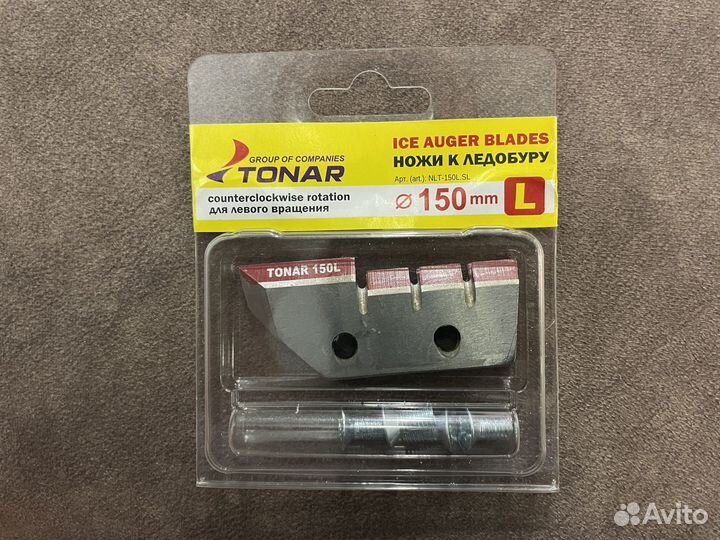 GROUP OF COMPANIES
TONAR
counterclockwise rotation
для левого вращения
ICE AUGER BLADES
НОЖИ К ЛЕДОБУРУ
Арт. (art.): NLT-150L.SL
⌀ 150 mm L
TONAR 150L
Avito